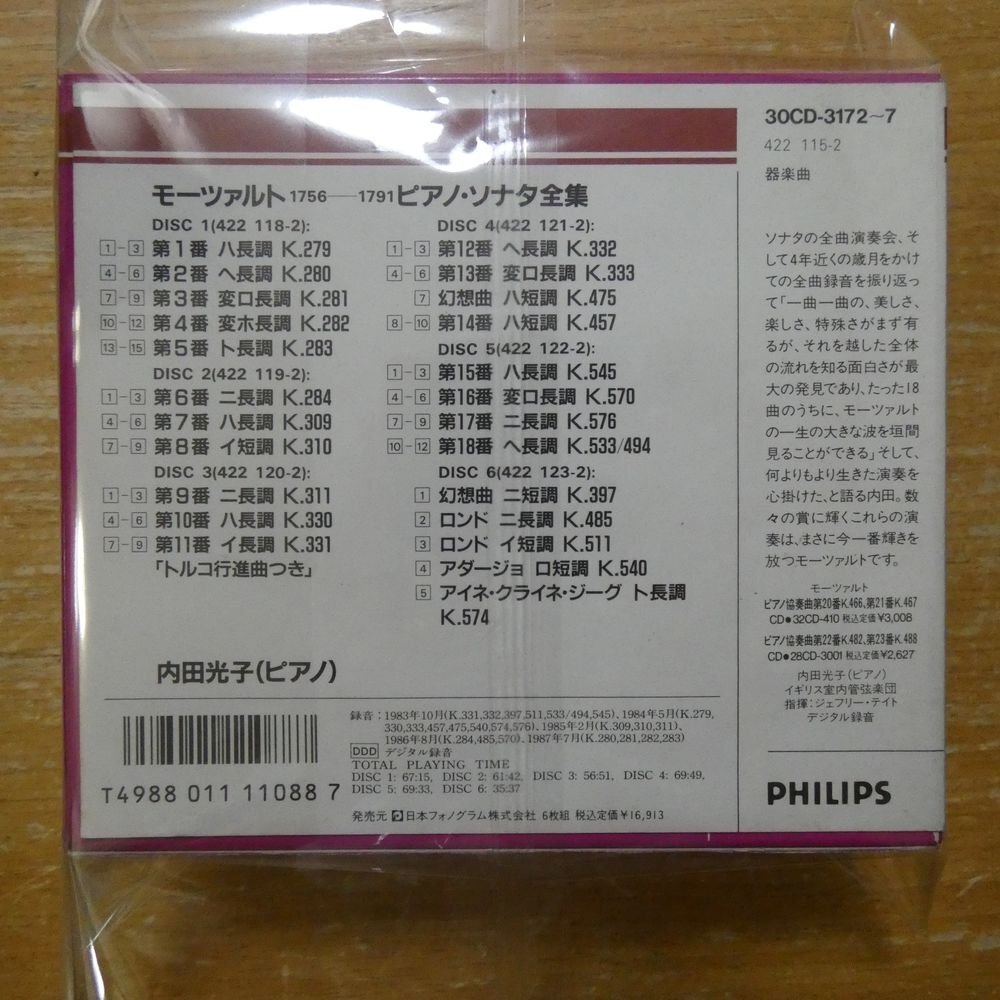 モーツァルト 1756——1791 ピアノ・ソナタ全集
DISC 1(422 118-2):
1-3 第1番 ハ長調 K.279
4-6 第2番 ヘ長調 K.280
7-9 第3番 変ロ長調 K.281
10-12 第4番 変ホ長調 K.282
13-15 第5番 ト長調 K.283
DISC 2(422 119-2):
1-3 第6番 ニ長調 K.284
4-6 第7番 ハ長調 K.309
7-9 第8番 イ短調 K.310
DISC 3(422 120-2):
1-3 第9番 ニ長調 K.311
4-6 第10番 ハ長調 K.330
7-9 第11番 イ長調 K.331
「トルコ行進曲つき」
DISC 4(422 121-2):
1-3 第12番 ヘ長調 K.332
4-6 第13番 変ロ長調 K.333
7 幻想曲 ハ短調 K.475
8-10 第14番 ハ短調 K.457
DISC 5(422 122-2):
1-3 第15番 ハ長調 K.545
4-6 第16番 変ロ長調 K.570
7-9 第17番 ニ長調 K.576
10-12 第18番 ヘ長調 K.533/494
DISC 6(422 123-2):
1 幻想曲 ニ短調 K.397
2 ロンド ニ長調 K.485
3 ロンド イ短調 K.511
4 アダージョ ロ短調 K.540
5 アイネ・クライネ・ジーグ ト長調
K.574
内田光子(ピアノ)
T4988 011 11088 7
録音:1983年10月(K.331,332,397,511,533/494,545)、1984年5月(K.279,
330,333,457,475,540,574,576)、1985年2月(K.309,310,311)、
1986年8月(K.284,485,570)、1987年7月(K.280,281,282,283)
DDD デジタル録音
TOTAL PLAYING TIME
DISC 1: 67:15, DISC 2: 61:42, DISC 3: 56:51, DISC 4: 69:49,
DISC 5: 69:33, DISC 6: 35:37
発売元 日本フォノグラム株式会社 6枚組 税込定価¥16,913
30CD-3172~7
422 115-2
器楽曲
ソナタの全曲演奏会、そ
して4年近くの歳月をかけ
ての全曲録音を振り返っ
て「一曲一曲の、美しさ、
楽しさ、特殊さがまず有
るが、それを越した全体
の流れを知る面白さが最
大の発見であり、たった18
曲のうちに、モーツァルト
の一生の大きな波を垣間
見ることができる」そして、
何よりもより生きた演奏を
心掛けた、と語る内田。数
々の賞に輝くこれらの演
奏は、まさに今一番輝きを
放つモーツァルトです。
モーツァルト
ピアノ協奏曲第20番K.466、第21番K.467
CD●32CD-410 税込定価¥3,008
ピアノ協奏曲第22番K.482、第23番K.488
CD●28CD-3001 税込定価¥2,627
内田光子(ピアノ)
イギリス室内管弦楽団
指揮:ジェフリー・テイト
デジタル録音
PHILIPS